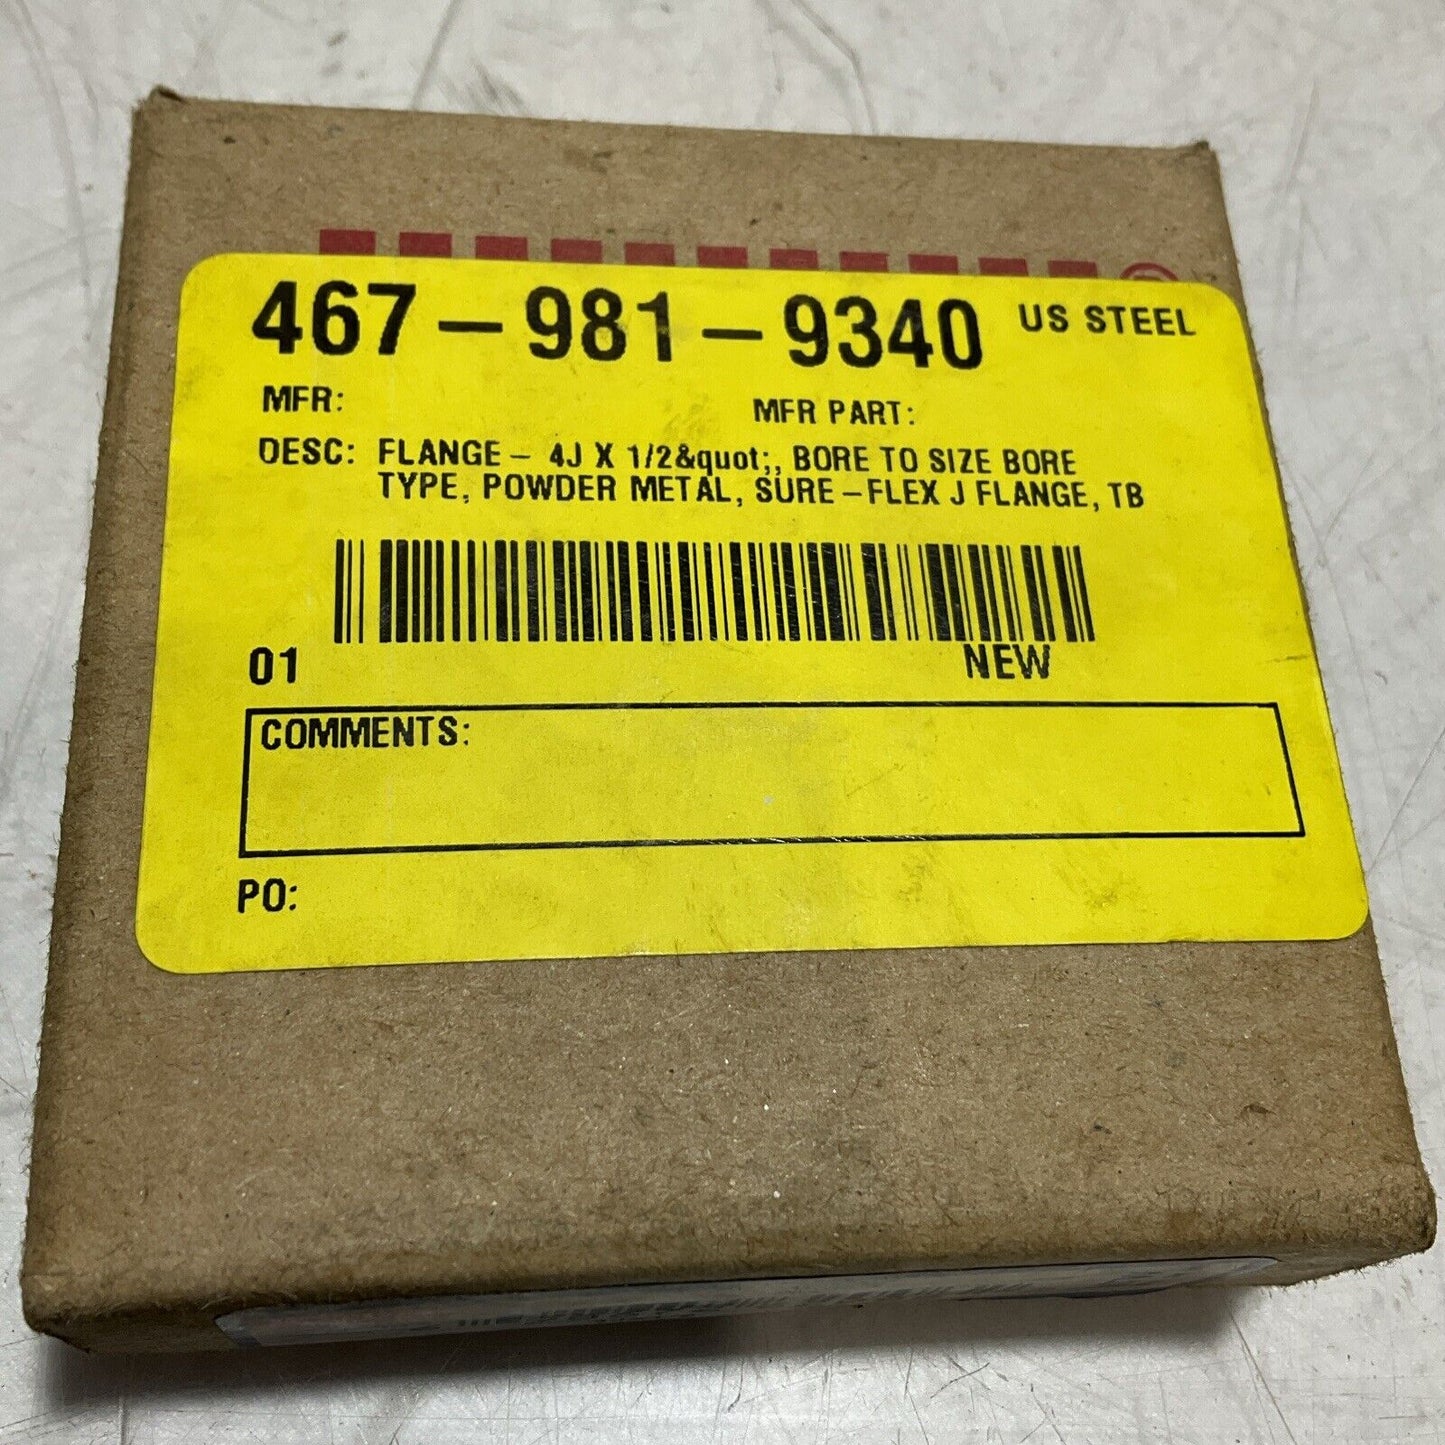 467-981-9340 US STEEL
MFR: MFR PART:
DESC: FLANGE - 4J X 1/2&quot;, BORE TO SIZE BORE
TYPE, POWDER METAL, SURE-FLEX J FLANGE, TB
01 NEW
COMMENTS:
PO: